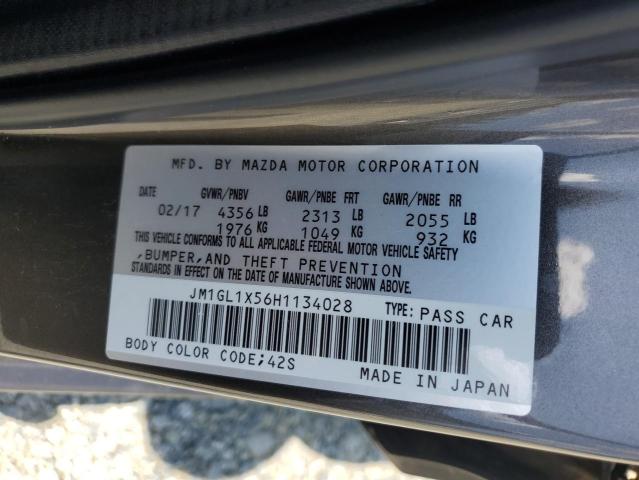 MFD. BY MAZDA MOTOR CORPORATION
DATE GVWR/PNBV GAWR/PNBE FRT GAWR/PNBE RR
02/17 4356 LB 2313 LB 2055 LB
1976 KG 1049 KG 932 KG
THIS VEHICLE CONFORMS TO ALL APPLICABLE FEDERAL MOTOR VEHICLE SAFETY
,BUMPER,AND THEFT PREVENTION
STANDARDS IN EFFECT ON THE DATE OF MANUFACTURE SHOWN ABOVE.
JM1GL1X56H1134028 TYPE: PASS CAR
BODY COLOR CODE;42S
MADE IN JAPAN